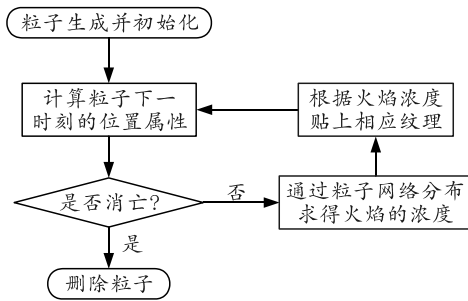 粒子生成并初始化
计算粒子下一
时刻的位置属性
根据火焰浓度
贴上相应纹理
是否消亡?
否
通过粒子网络分布
求得火焰的浓度
是
删除粒子